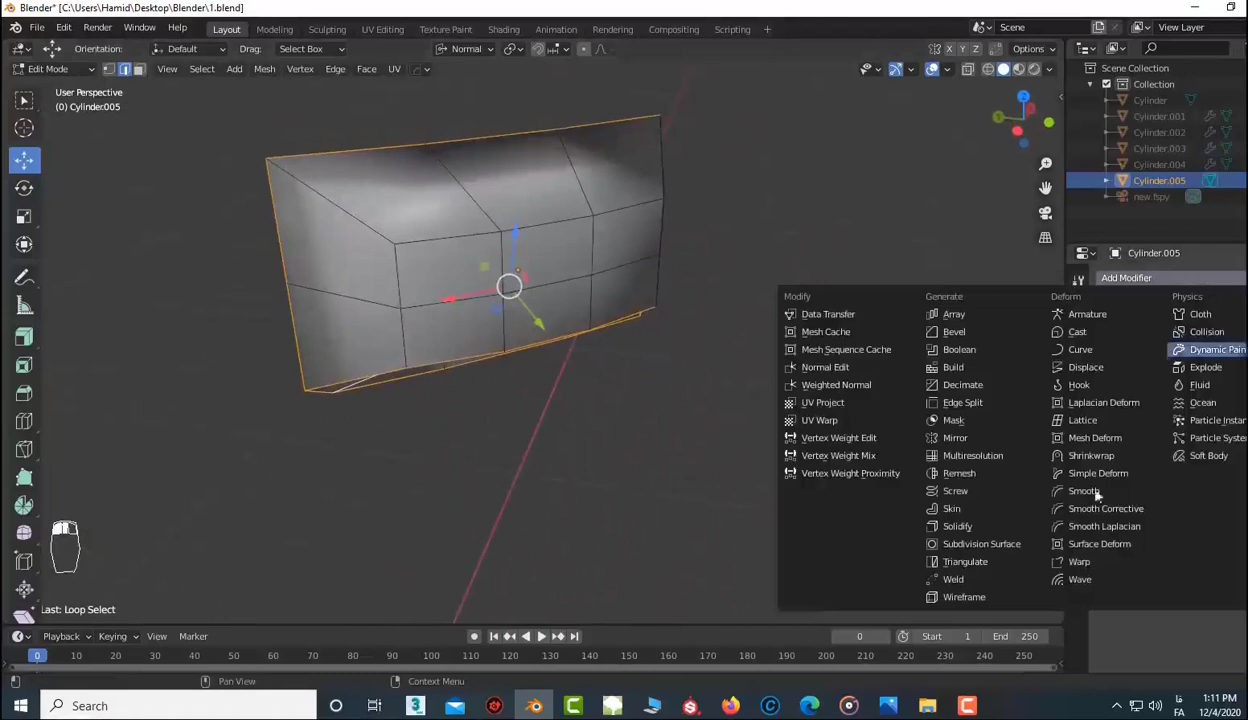 Blender* [C:\Users\Hamid\Desktop\Blender\1.blend]
File Edit Render Window Help Layout Modeling Sculpting UV Editing Texture Paint Shading Animation Rendering Compositing Scripting + Scene View Layer
Orientation: Default Drag: Select Box Normal X Y Z Options
Edit Mode View Select Add Mesh Vertex Edge Face UV
User Perspective
(0) Cylinder.005
Scene Collection
Collection
Cylinder
Cylinder.001
Cylinder.002
Cylinder.003
Cylinder.004
Cylinder.005
new.fspy
Cylinder.005
Add Modifier
Modify Generate Deform Physics
Data Transfer Array Armature Cloth
Mesh Cache Bevel Cast Collision
Mesh Sequence Cache Boolean Curve Dynamic Pain
Normal Edit Build Displace Explode
Weighted Normal Decimate Hook Fluid
UV Project Edge Split Laplacian Deform Ocean
UV Warp Mask Lattice Particle Instan
Vertex Weight Edit Mirror Mesh Deform Particle Syste
Vertex Weight Mix Multiresolution Shrinkwrap Soft Body
Vertex Weight Proximity Remesh Simple Deform
Screw Smooth
Skin Smooth Corrective
Solidify Smooth Laplacian
Subdivision Surface Surface Deform
Triangulate Warp
Weld Wave
Wireframe
Last: Loop Select
Playback Keying View Marker 0 Start 1 End 250
0 10 20 30 40 50 60 70 80 90 100 110 120 130 140 150 160 170 180 190 200 210 220 230 240 250
Pan View Context Menu
Search فا 1:11 PM
FA 12/4/2020